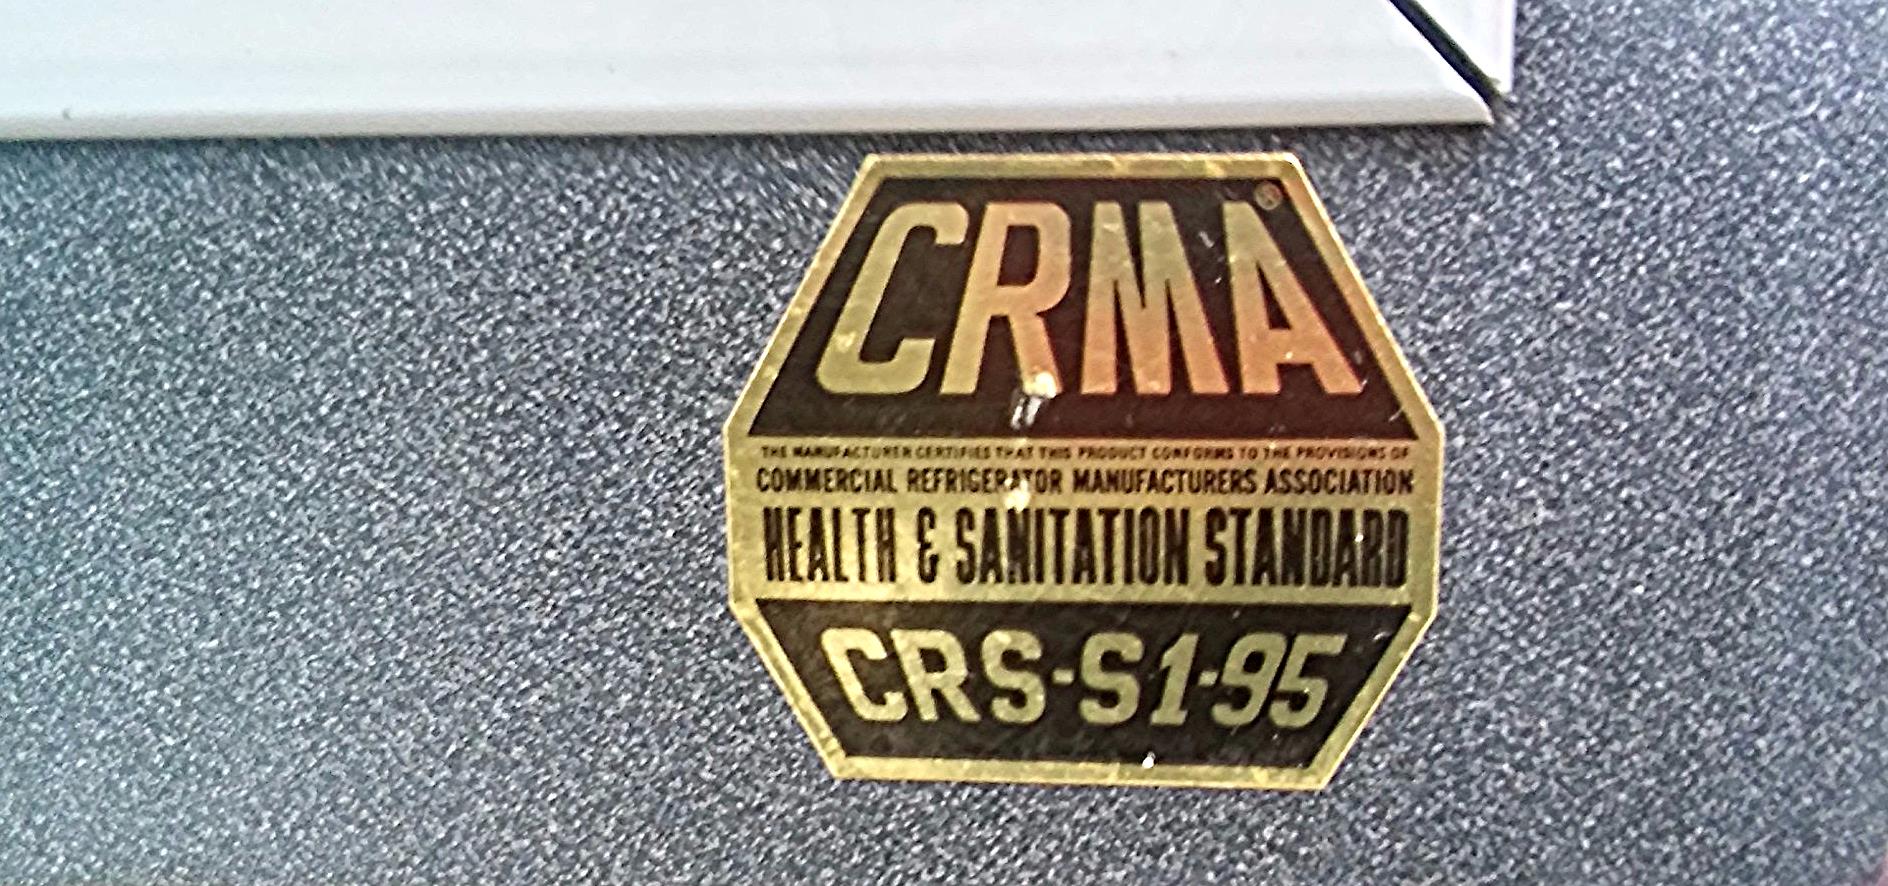 CRMA®
THE MANUFACTURER CERTIFIES THAT THIS PRODUCT CONFORMS TO THE PROVISIONS OF
COMMERCIAL REFRIGERATOR MANUFACTURERS ASSOCIATION
HEALTH & SANITATION STANDARD
CRS-S1-95